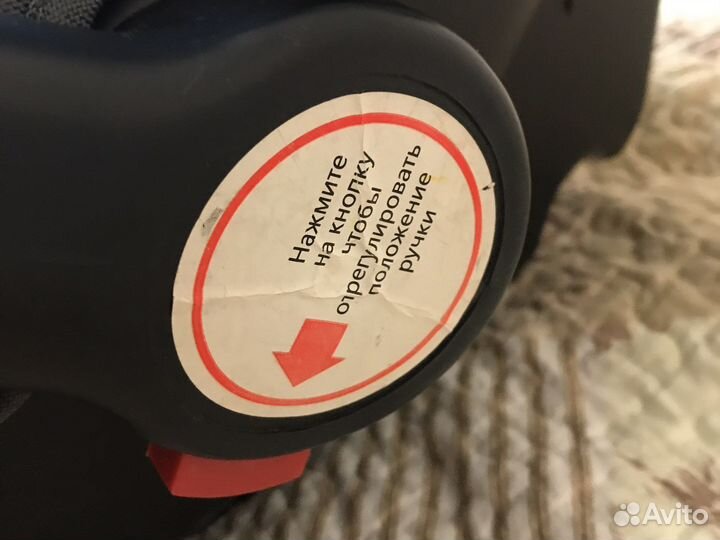 Нажмите
на кнопку
чтобы
отрегулировать
положение
ручки
Avito